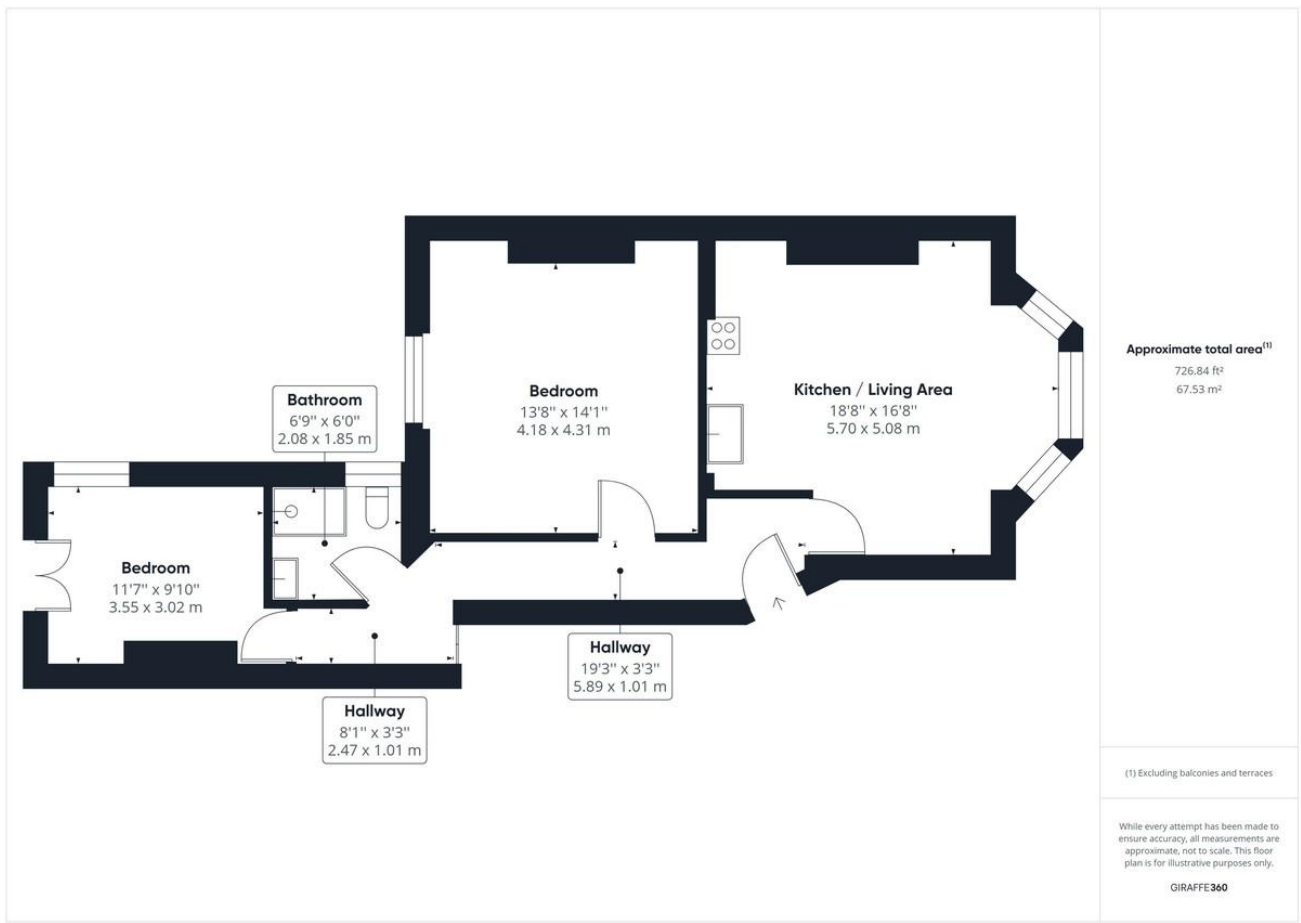 Bedroom
13'8'' x 14'1''
4.18 x 4.31 m
Kitchen / Living Area
18'8'' x 16'8''
5.70 x 5.08 m
Bathroom
6'9'' x 6'0''
2.08 x 1.85 m
Bedroom
11'7'' x 9'10''
3.55 x 3.02 m
Hallway
19'3'' x 3'3''
5.89 x 1.01 m
Hallway
8'1'' x 3'3''
2.47 x 1.01 m
Approximate total area(1)
726.84 ft²
67.53 m²
(1) Excluding balconies and terraces
While every attempt has been made to
ensure accuracy, all measurements are
approximate, not to scale. This floor
plan is for illustrative purposes only.
GIRAFFE360